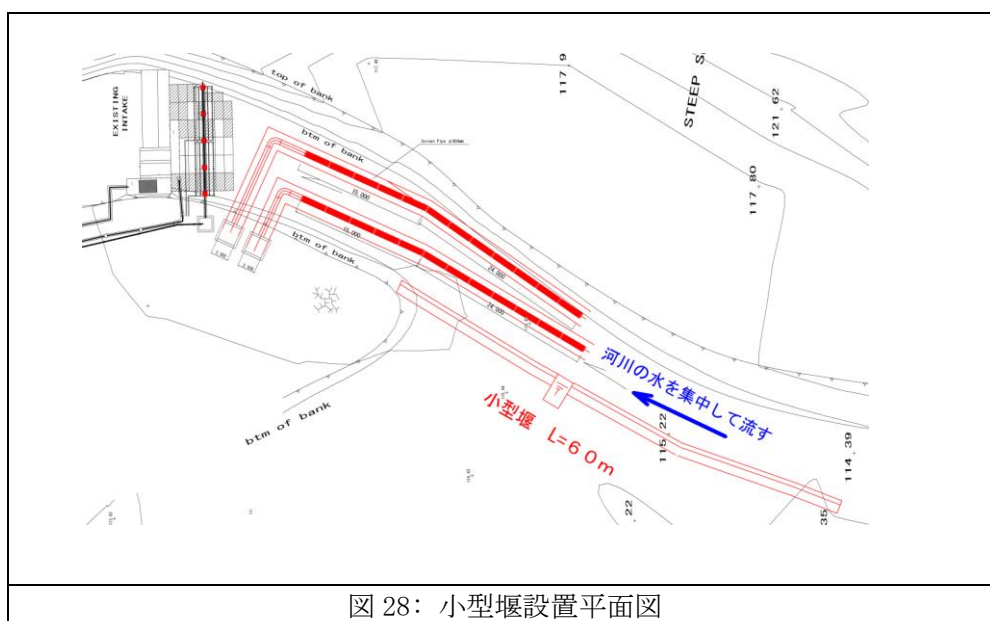 top of bank
117.9
STEEP S
121.62
EXISTING
INTAKE
btm of bank
117.80
15.000
15.000
btm of bank
24.000
24.000
河川の水を集中して流す
小型堰 L=60m
115.22
114.39
btm of bank
.22
35
図 28: 小型堰設置平面図